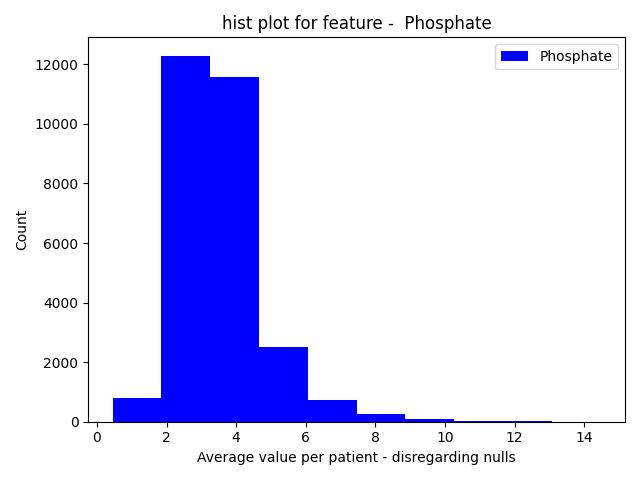 hist plot for feature -  Phosphate
Phosphate
12000
10000
8000
6000
4000
2000
0
Count
0 2 4 6 8 10 12 14
Average value per patient - disregarding nulls